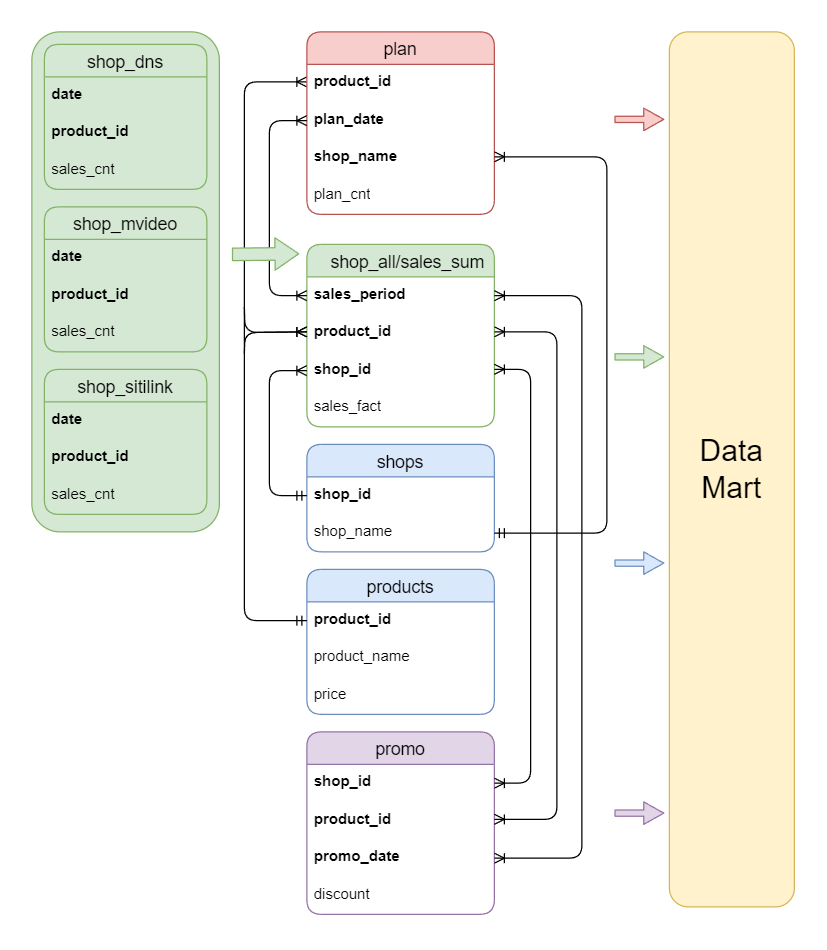 shop_dns
date
product_id
sales_cnt
shop_mvideo
date
product_id
sales_cnt
shop_sitilink
date
product_id
sales_cnt
plan
product_id
plan_date
shop_name
plan_cnt
shop_all/sales_sum
sales_period
product_id
shop_id
sales_fact
shops
shop_id
shop_name
products
product_id
product_name
price
promo
shop_id
product_id
promo_date
discount
Data
Mart